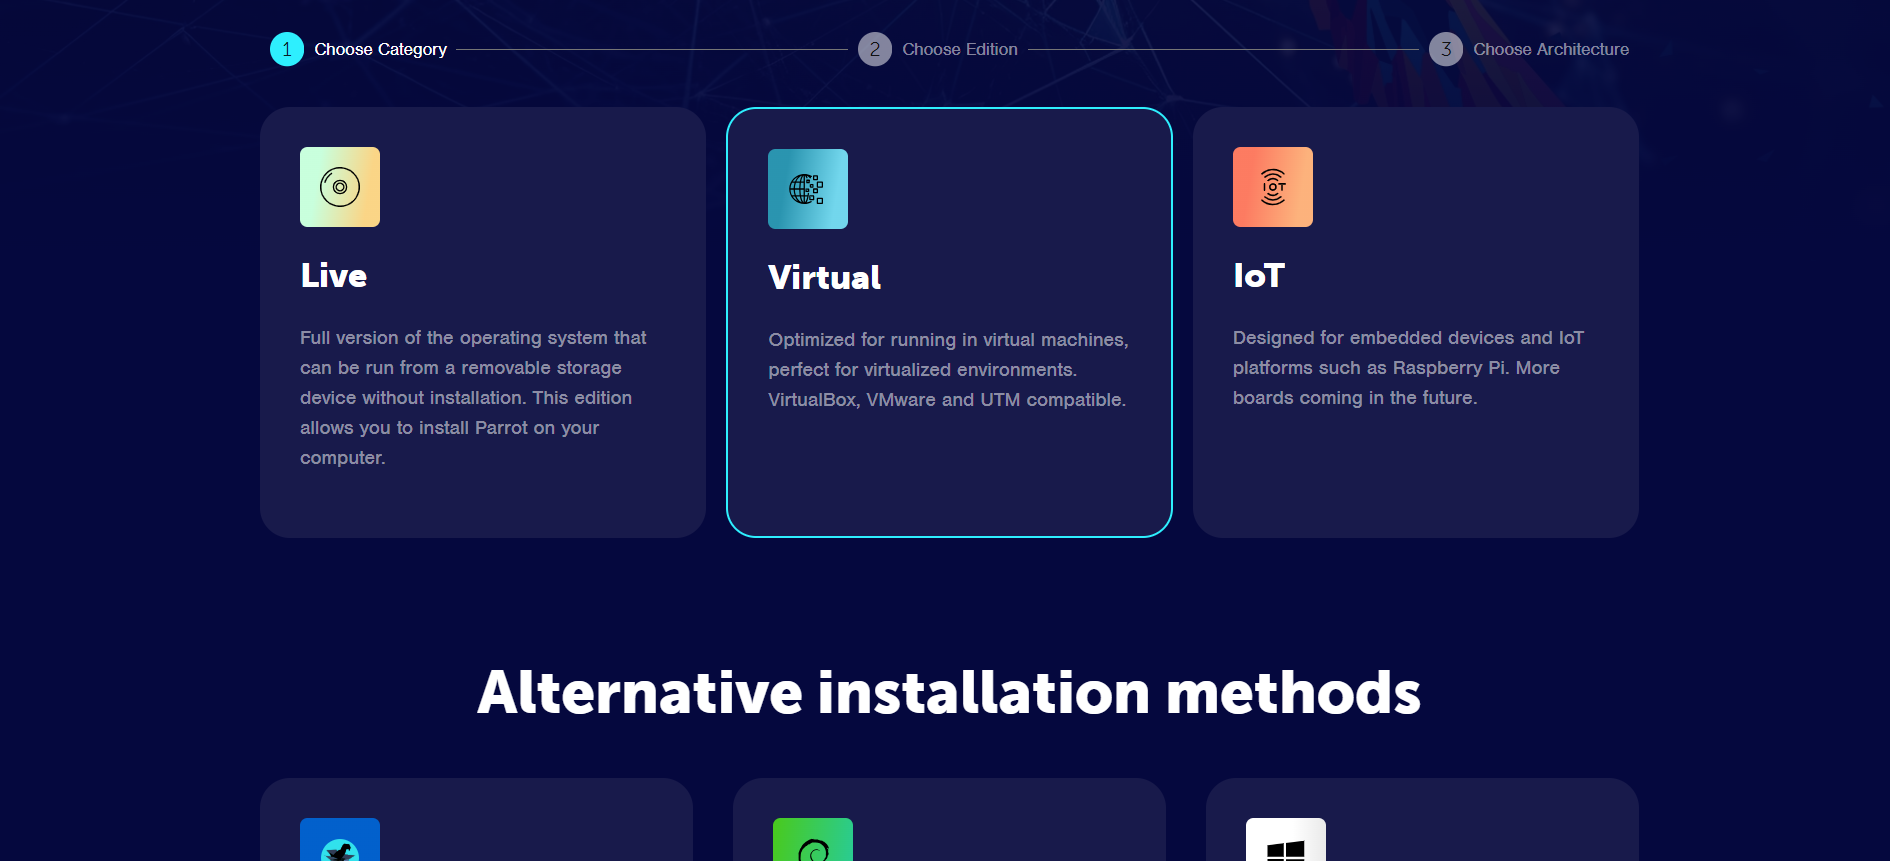 1 Choose Category
2 Choose Edition
3 Choose Architecture
Live
Full version of the operating system that
can be run from a removable storage
device without installation. This edition
allows you to install Parrot on your
computer.
Virtual
Optimized for running in virtual machines,
perfect for virtualized environments.
VirtualBox, VMware and UTM compatible.
IOT
IoT
Designed for embedded devices and IoT
platforms such as Raspberry Pi. More
boards coming in the future.
Alternative installation methods